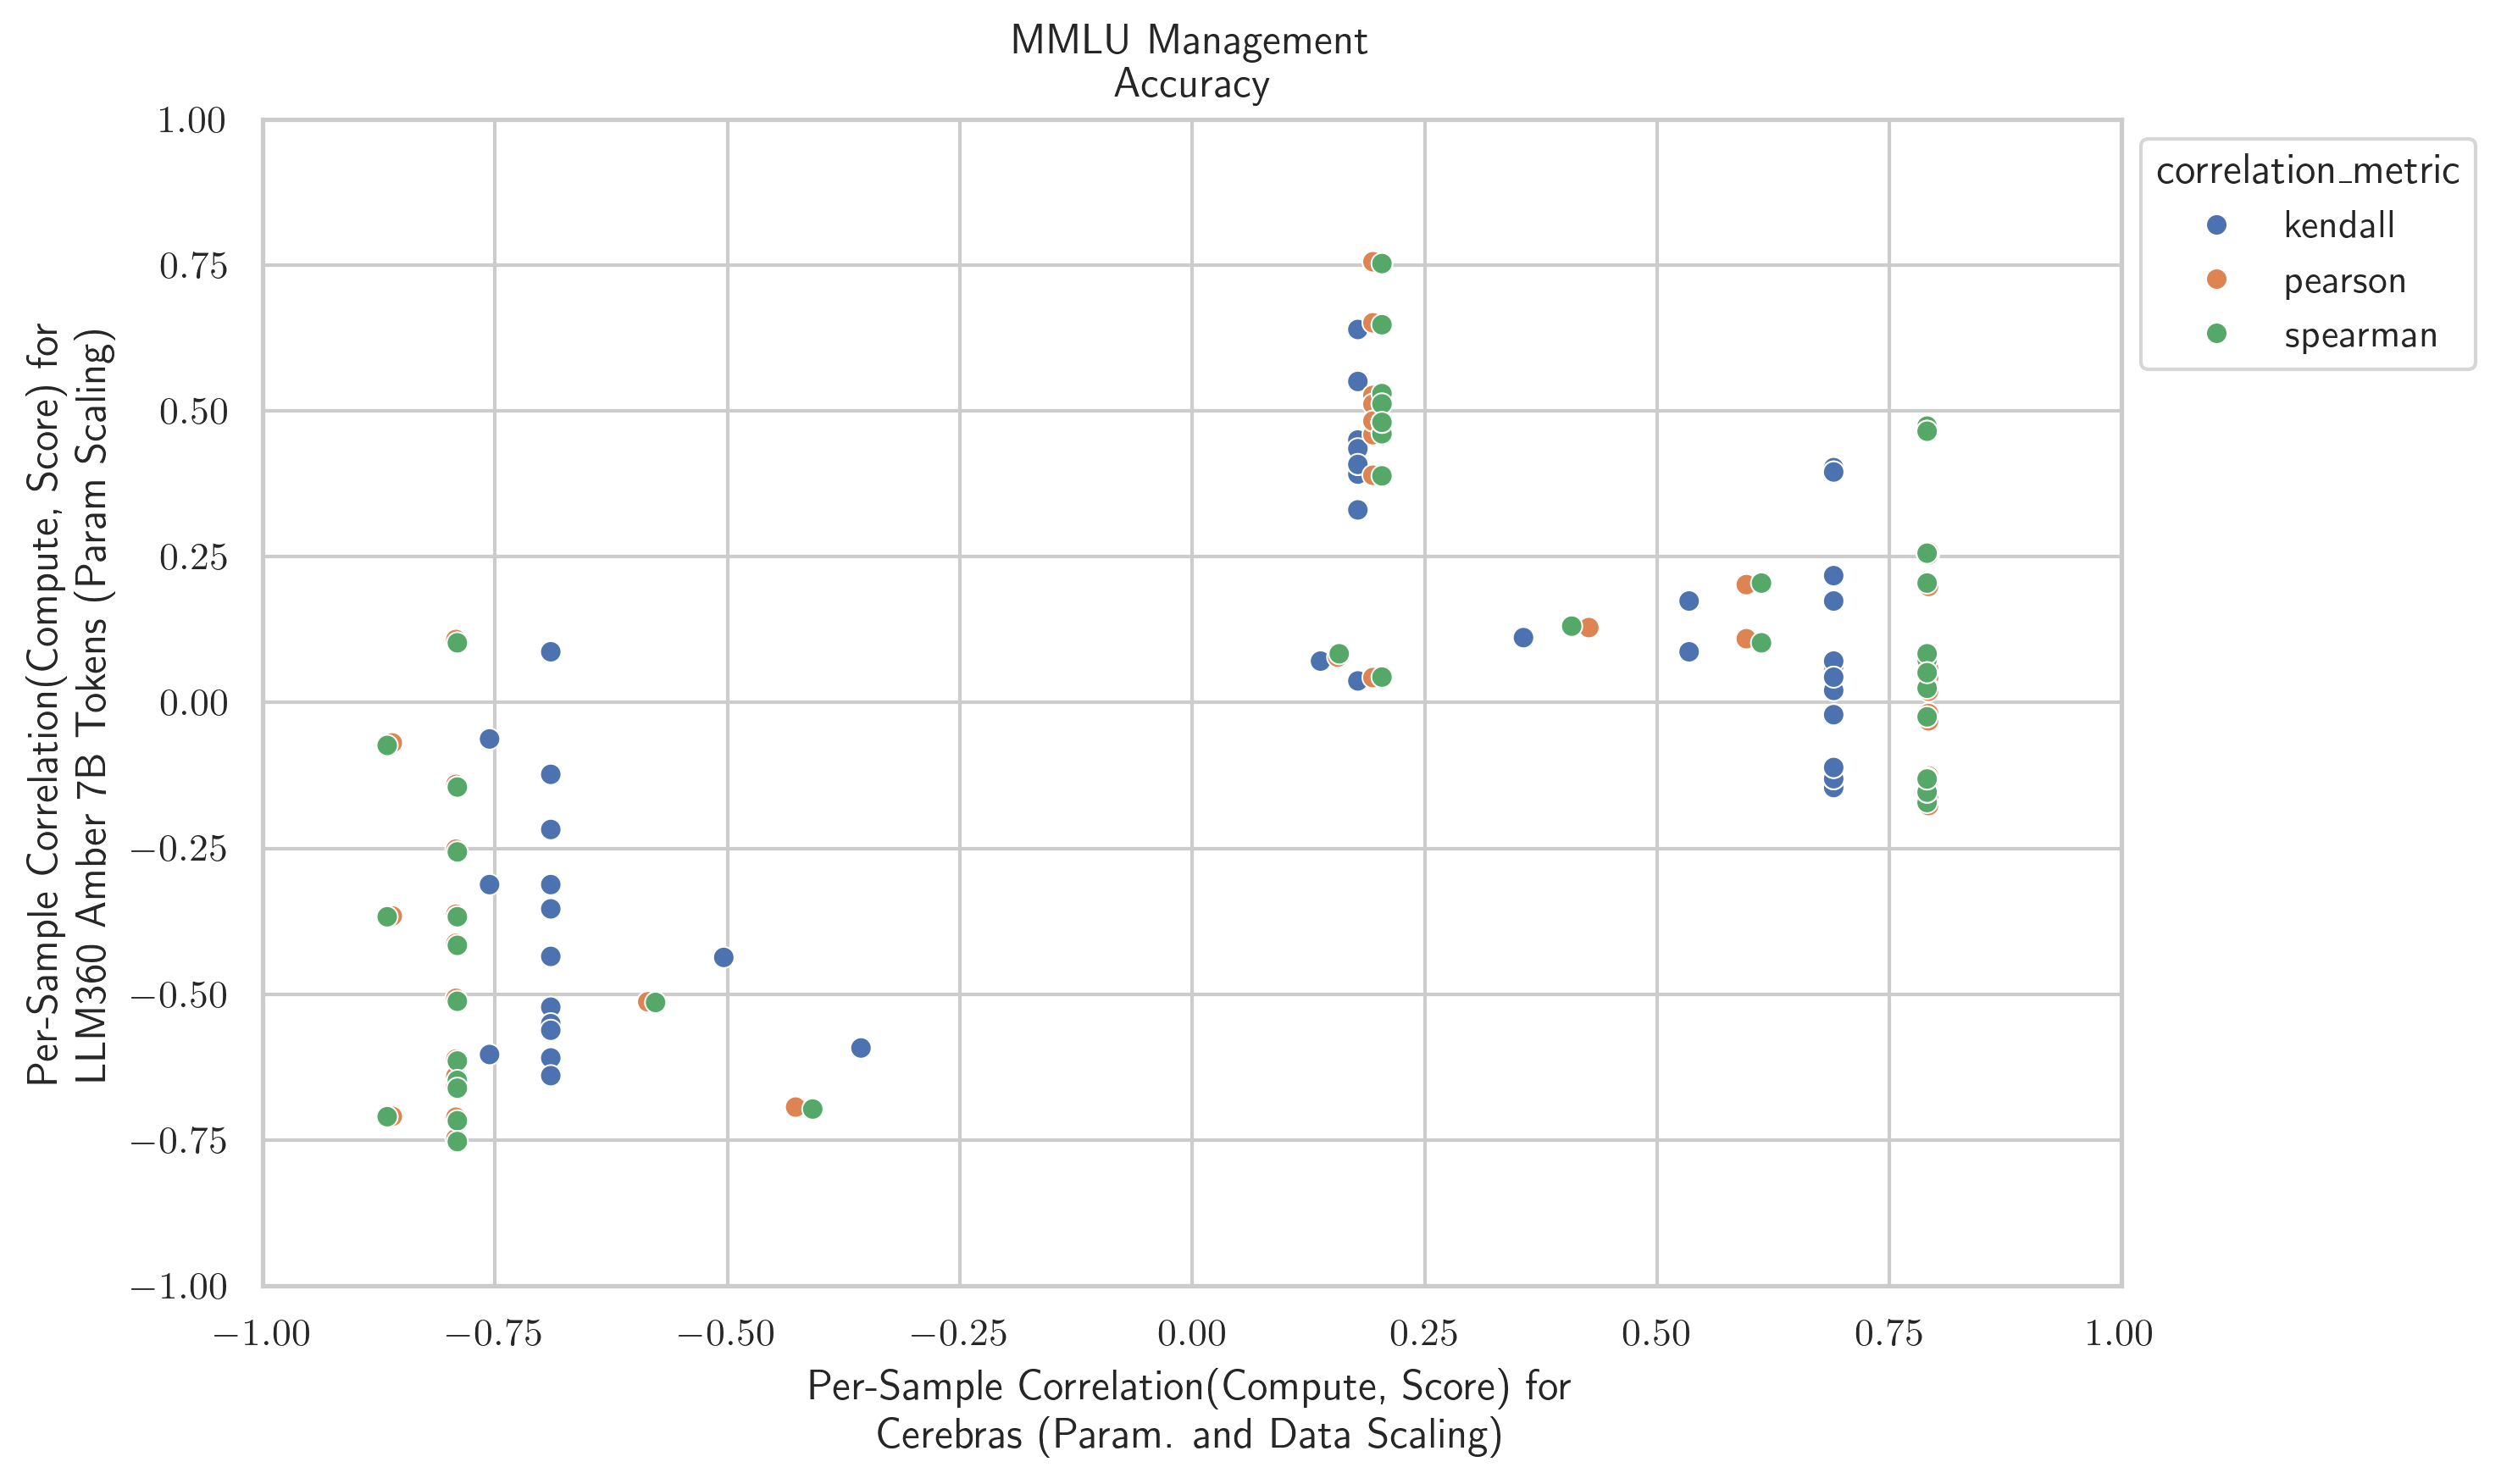 MMLU Management
Accuracy
1.00
0.75
0.50
0.25
0.00
−0.25
−0.50
−0.75
−1.00
Per-Sample Correlation(Compute, Score) for
LLM360 Amber 7B Tokens (Param Scaling)
correlation_metric
kendall
pearson
spearman
−1.00 −0.75 −0.50 −0.25 0.00 0.25 0.50 0.75 1.00
Per-Sample Correlation(Compute, Score) for
Cerebras (Param. and Data Scaling)